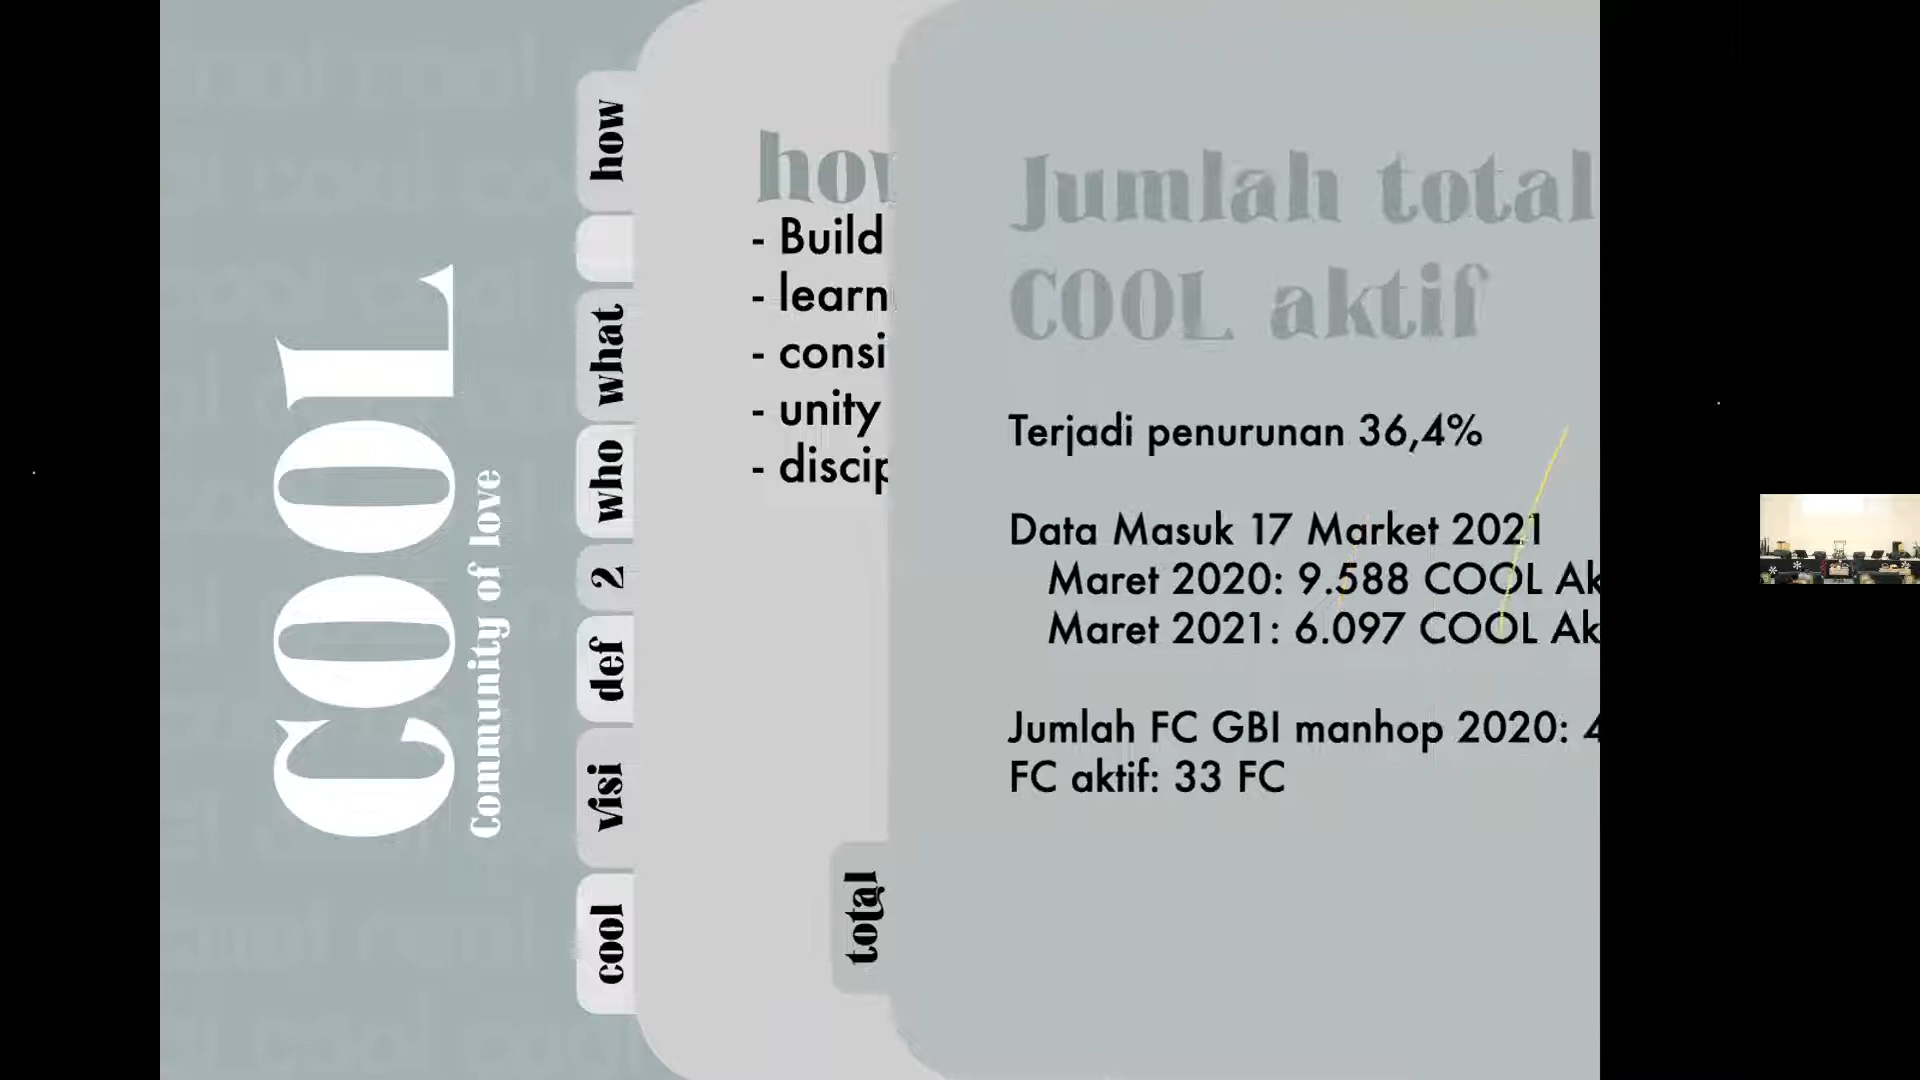 COOL
Community of love
how
what
who
2
def
visi
cool
- Build
- learn
- consi
- unity
- discip
total
Jumlah total
COOL aktif
Terjadi penurunan 36,4%
Data Masuk 17 Market 2021
Maret 2020: 9.588 COOL Ak
Maret 2021: 6.097 COOL Ak
Jumlah FC GBI manhop 2020: 4
FC aktif: 33 FC